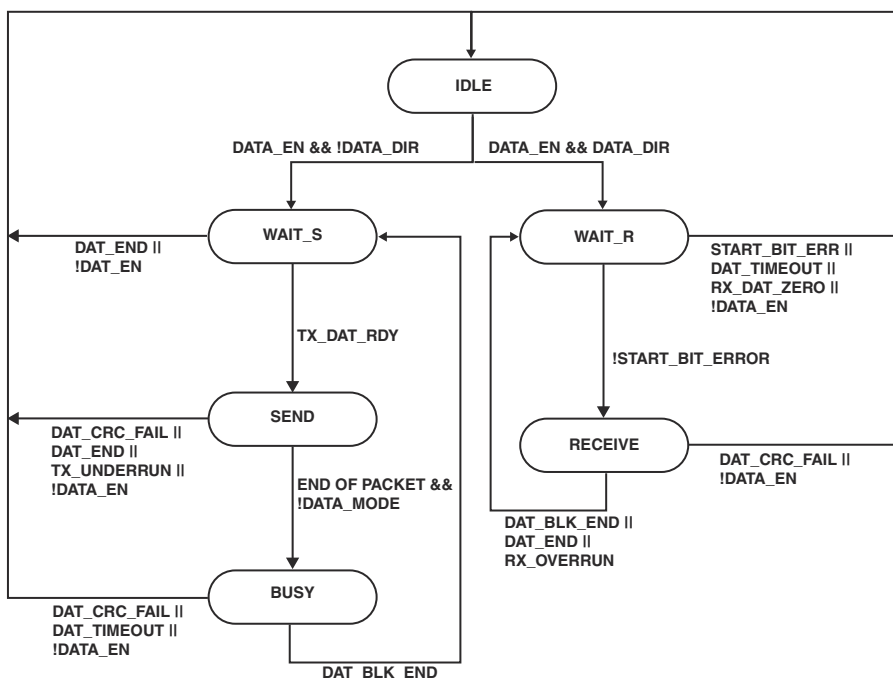 IDLE
DATA_EN && !DATA_DIR
DATA_EN && DATA_DIR
WAIT_S
WAIT_R
DAT_END ||
!DAT_EN
START_BIT_ERR ||
DAT_TIMEOUT ||
RX_DAT_ZERO ||
!DATA_EN
TX_DAT_RDY
!START_BIT_ERROR
SEND
RECEIVE
DAT_CRC_FAIL ||
DAT_END ||
TX_UNDERRUN ||
!DATA_EN
DAT_CRC_FAIL ||
!DATA_EN
END OF PACKET &&
!DATA_MODE
DAT_BLK_END ||
DAT_END ||
RX_OVERRUN
BUSY
DAT_CRC_FAIL ||
DAT_TIMEOUT ||
!DATA_EN
DAT_BLK_END